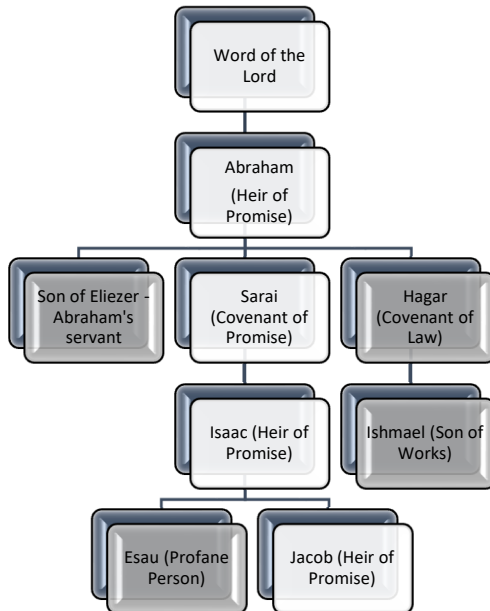 Word of the
Lord
Abraham
(Heir of
Promise)
Son of Eliezer -
Abraham's
servant
Sarai
(Covenant of
Promise)
Hagar
(Covenant of
Law)
Isaac (Heir of
Promise)
Ishmael (Son of
Works)
Esau (Profane
Person)
Jacob (Heir of
Promise)